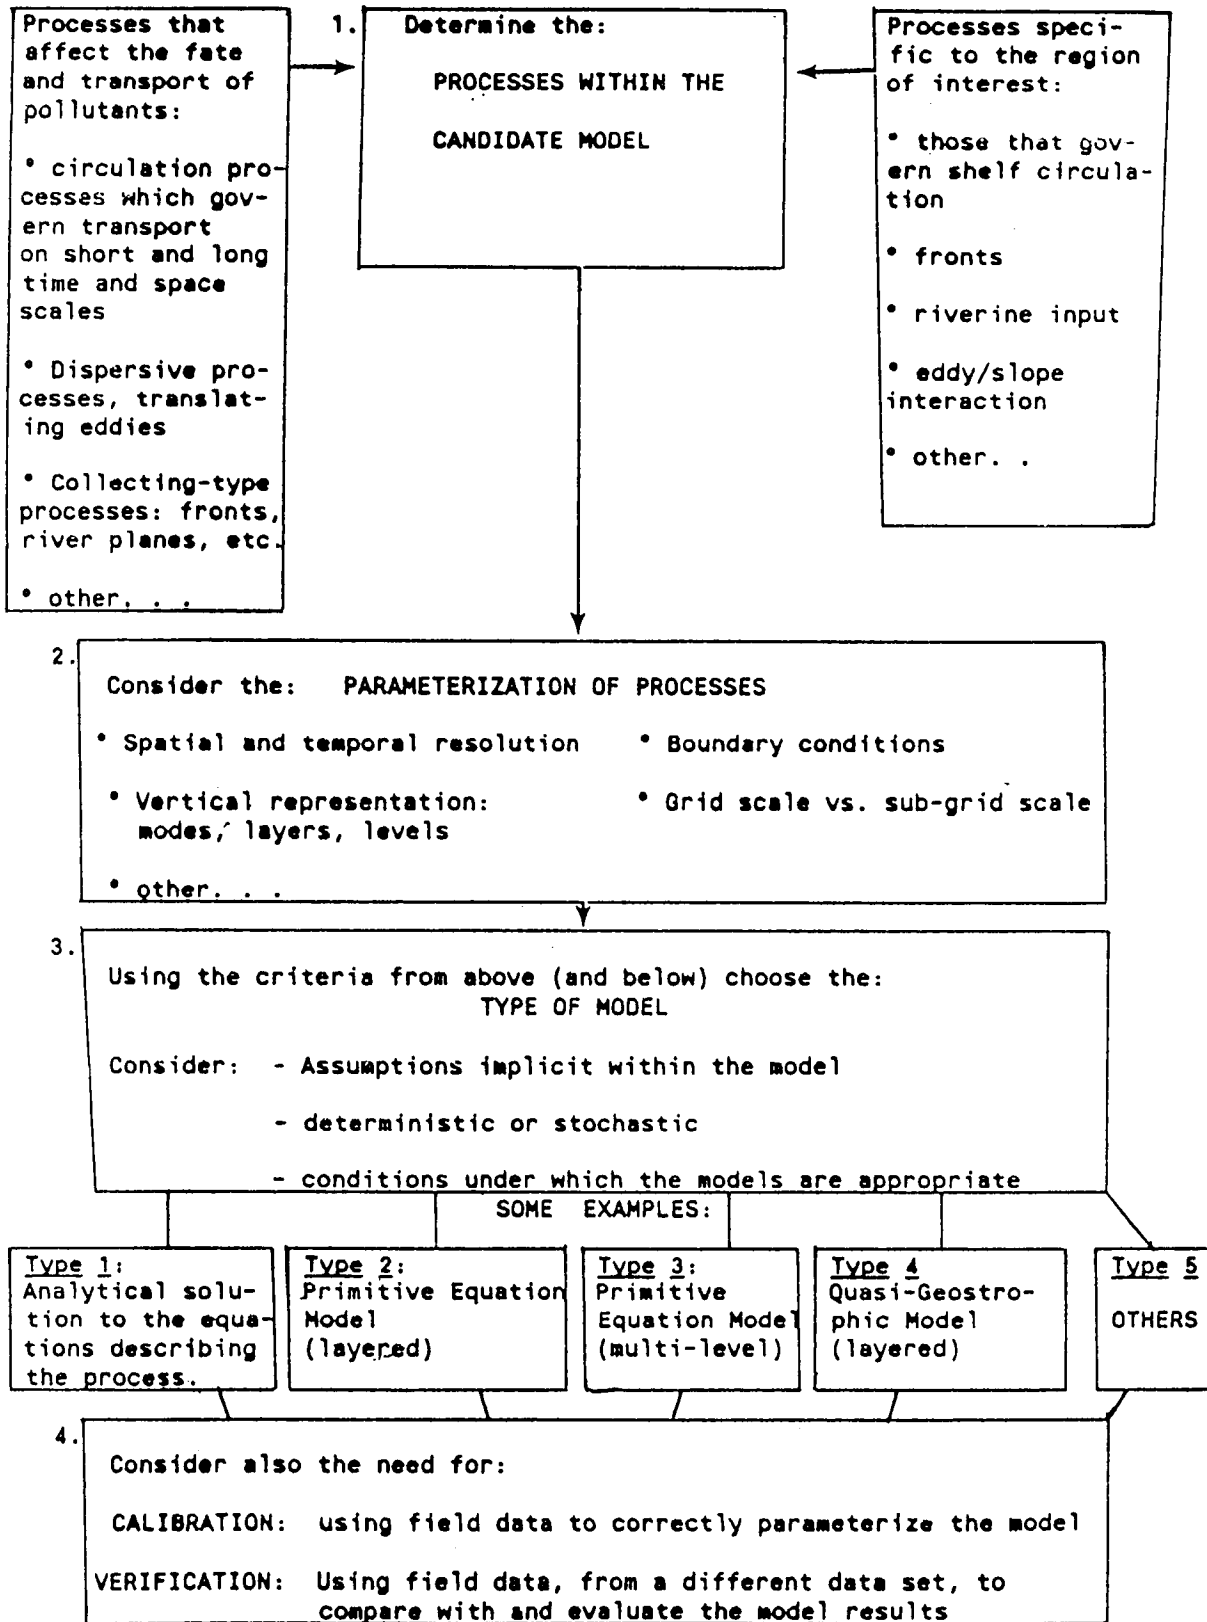 Processes that
affect the fate
and transport of
pollutants:
° circulation pro-
cesses which gov-
ern transport
on short and long
time and space
scales
° Dispersive pro-
cesses, translat-
ing eddies
° Collecting-type
processes: fronts,
river planes, etc.
° other. . .
1.
Determine the:
PROCESSES WITHIN THE
CANDIDATE MODEL
Processes speci-
fic to the region
of interest:
° those that gov-
ern shelf circula-
tion
° fronts
° riverine input
° eddy/slope
interaction
° other. .
2.
Consider the: PARAMETERIZATION OF PROCESSES
° Spatial and temporal resolution ° Boundary conditions
° Vertical representation: ° Grid scale vs. sub-grid scale
modes, layers, levels
° other. . .
3.
Using the criteria from above (and below) choose the:
TYPE OF MODEL
Consider: - Assumptions implicit within the model
- deterministic or stochastic
- conditions under which the models are appropriate
SOME EXAMPLES:
Type 1:
Analytical solu-
tion to the equa-
tions describing
the process.
Type 2:
Primitive Equation
Model
(layered)
Type 3:
Primitive
Equation Model
(multi-level)
Type 4
Quasi-Geostro-
phic Model
(layered)
Type 5
OTHERS
4.
Consider also the need for:
CALIBRATION: using field data to correctly parameterize the model
VERIFICATION: Using field data, from a different data set, to
compare with and evaluate the model results